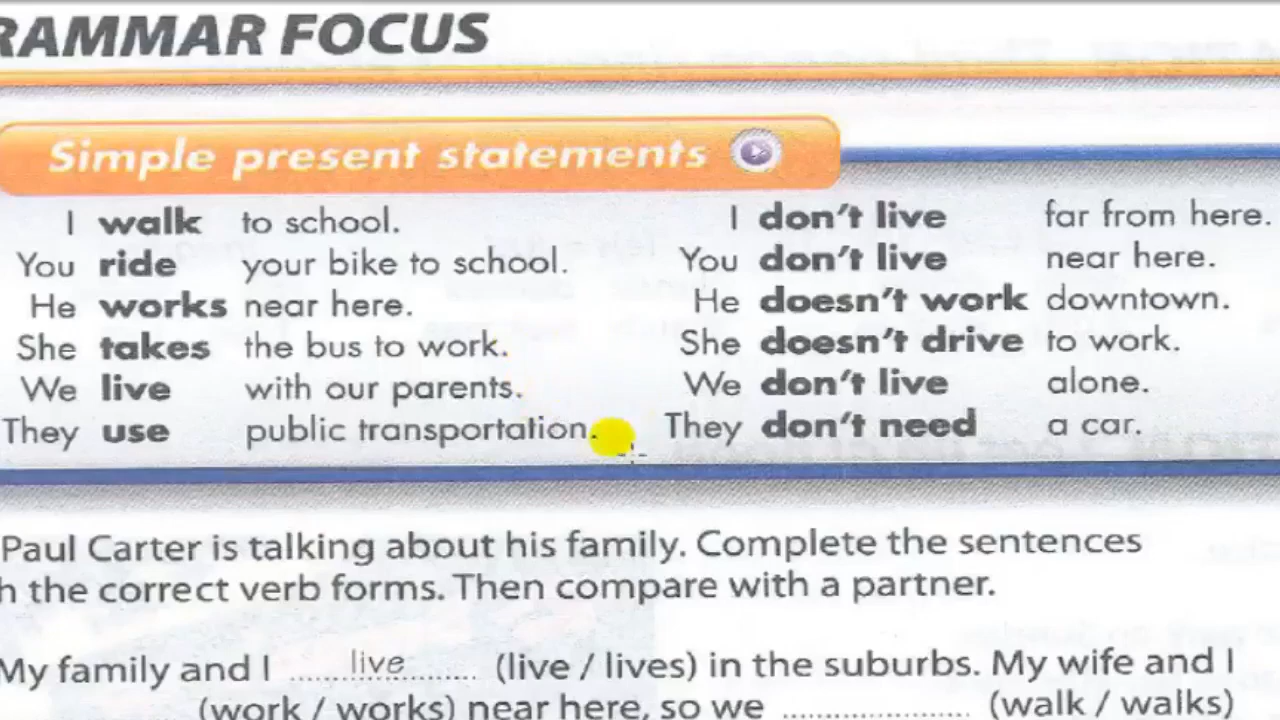 RAMMAR FOCUS
Simple present statements
I walk to school. I don't live far from here.
You ride your bike to school. You don't live near here.
He works near here. He doesn't work downtown.
She takes the bus to work. She doesn't drive to work.
We live with our parents. We don't live alone.
They use public transportation. They don't need a car.
Paul Carter is talking about his family. Complete the sentences
h the correct verb forms. Then compare with a partner.
My family and I live (live / lives) in the suburbs. My wife and I
(work / works) near here, so we (walk / walks)